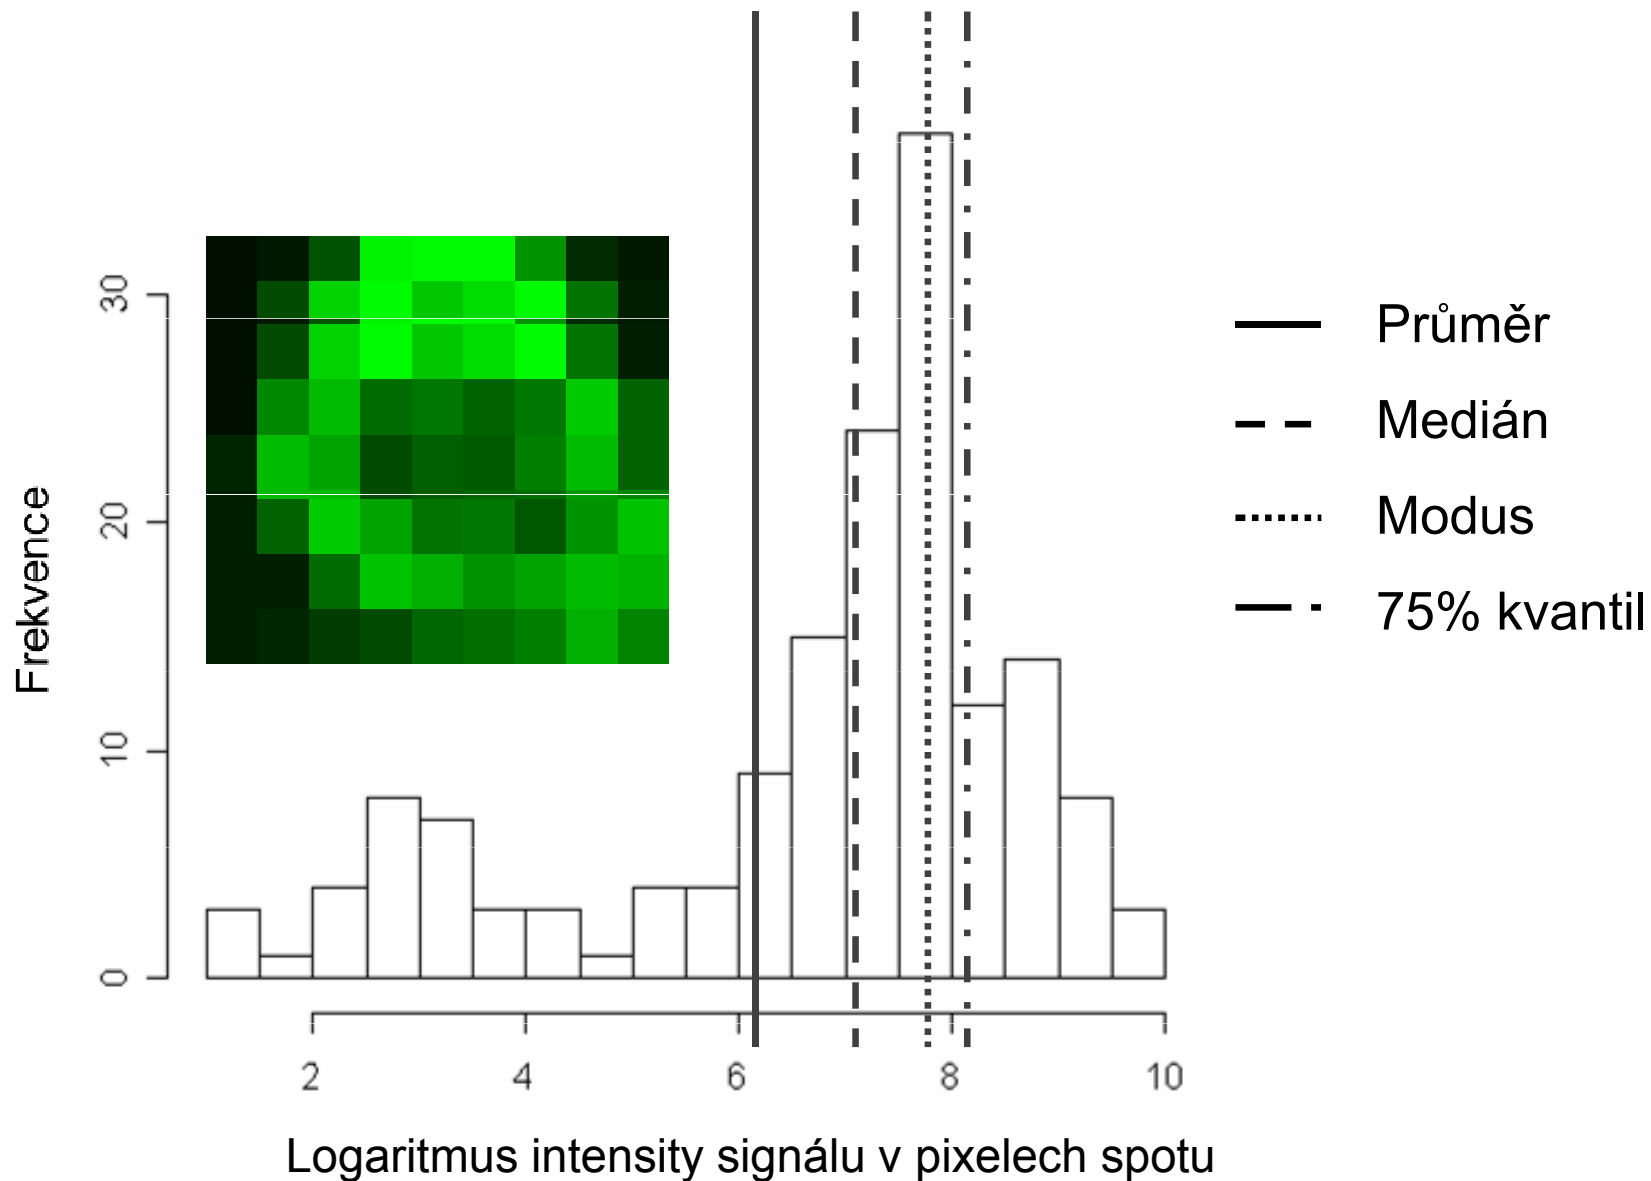 Frekvence
30
20
10
0
2 4 6 8 10
Logaritmus intensity signálu v pixelech spotu
Průměr
Medián
Modus
75% kvantil